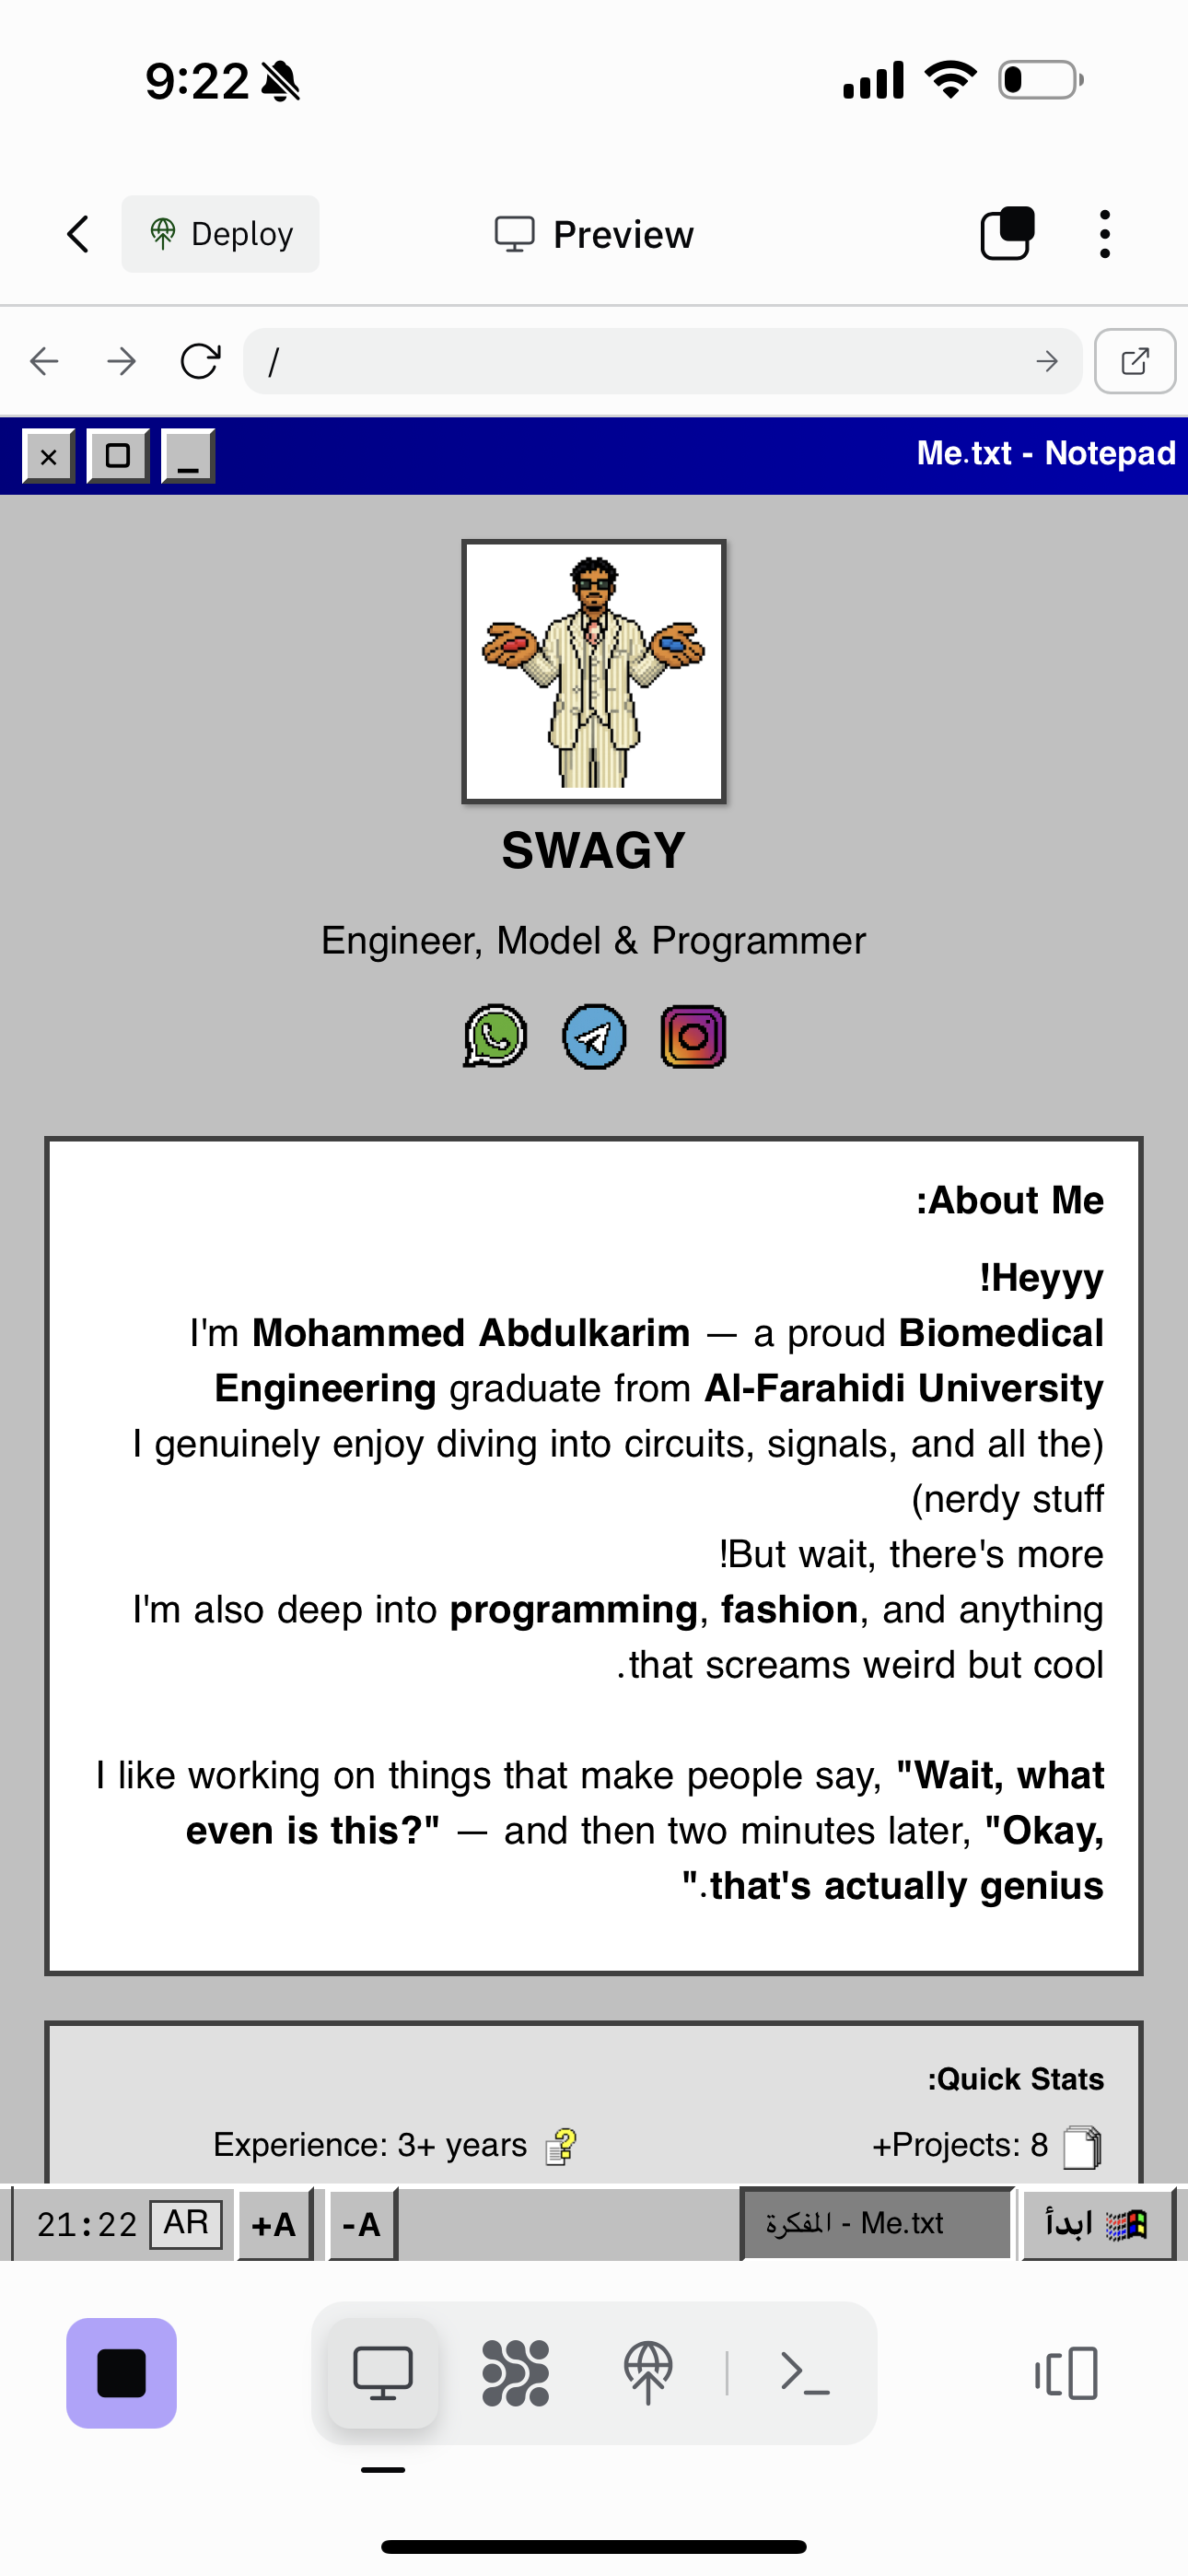 9:22
Deploy
Preview
/
Me.txt - Notepad
SWAGY
Engineer, Model & Programmer
:About Me
!Heyyy
I'm Mohammed Abdulkarim — a proud Biomedical
Engineering graduate from Al-Farahidi University
I genuinely enjoy diving into circuits, signals, and all the)
(nerdy stuff
!But wait, there's more
I'm also deep into programming, fashion, and anything
.that screams weird but cool
I like working on things that make people say, "Wait, what
even is this?" — and then two minutes later, "Okay,
".that's actually genius
:Quick Stats
Experience: 3+ years
+Projects: 8
21:22 AR +A -A
Me.txt - المفكرة
ابدأ